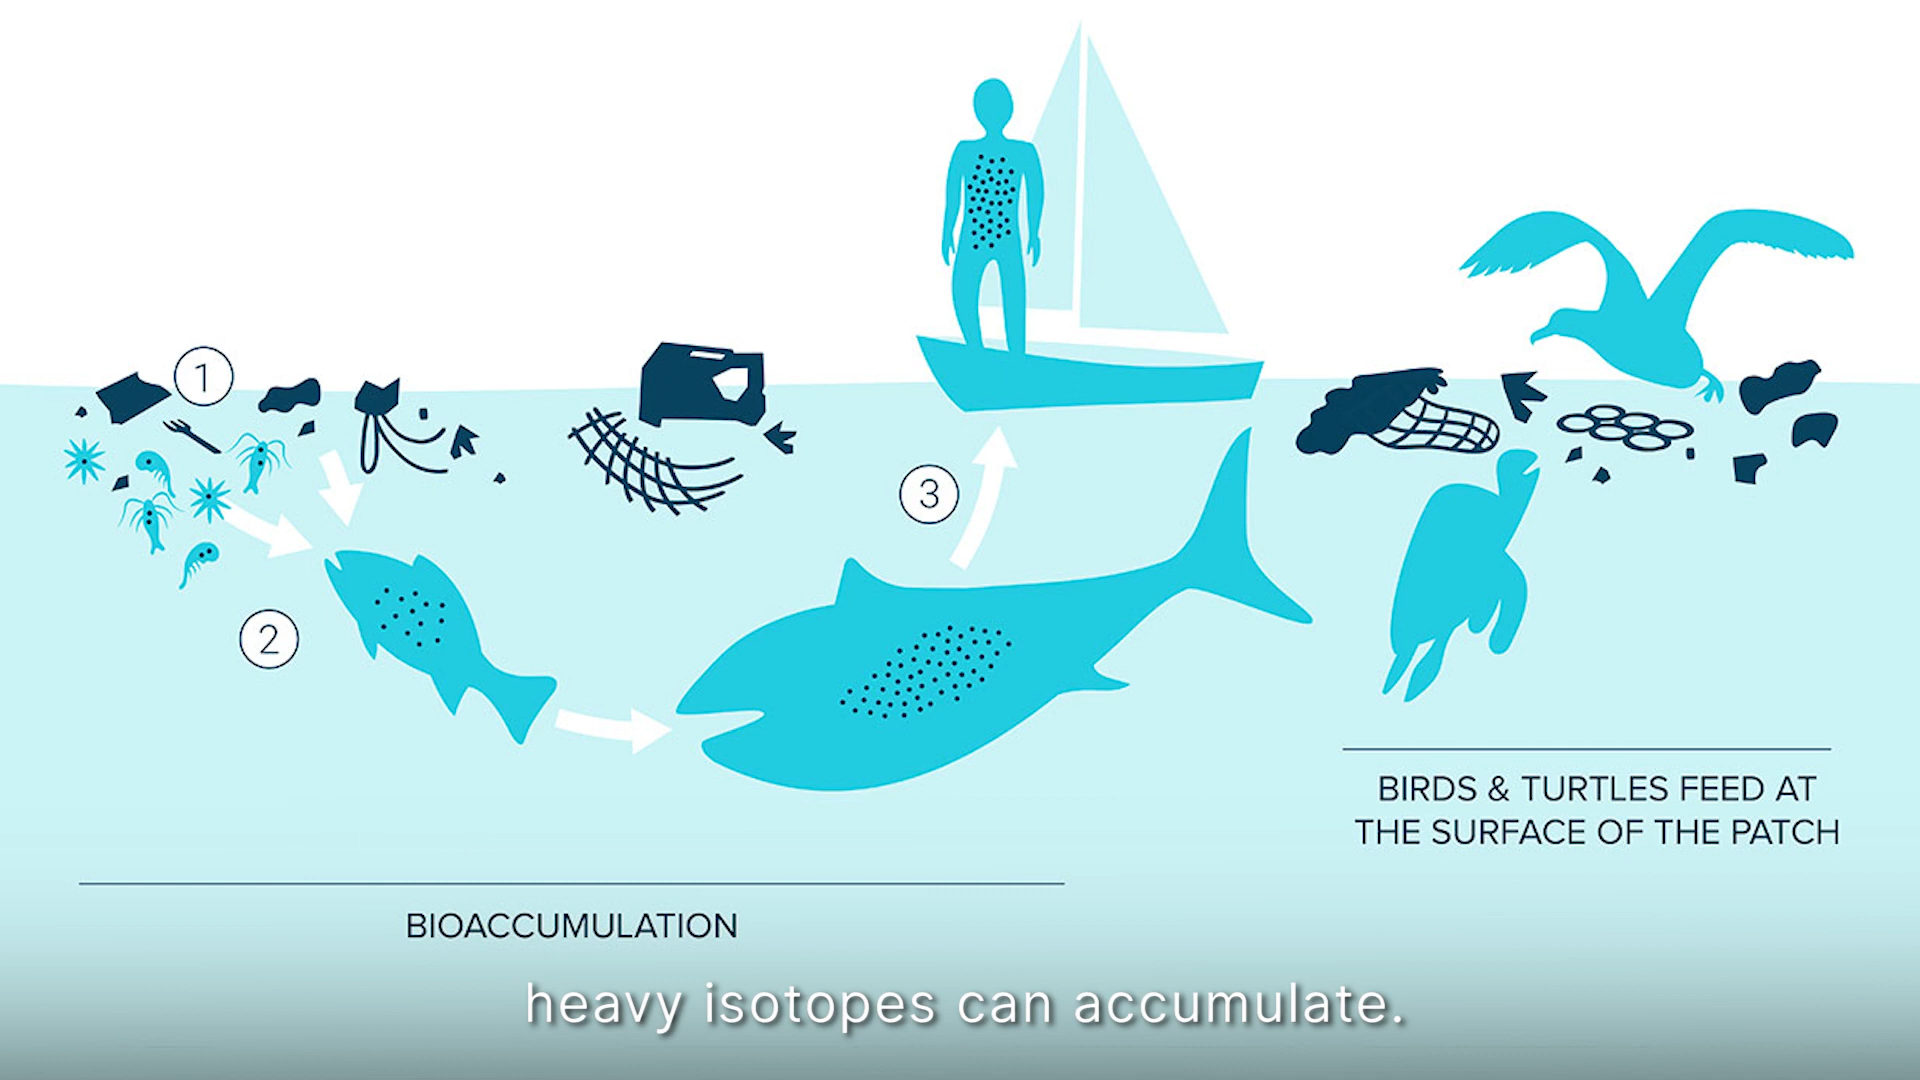 1
2
3
BIRDS & TURTLES FEED AT
THE SURFACE OF THE PATCH
BIOACCUMULATION
heavy isotopes can accumulate.